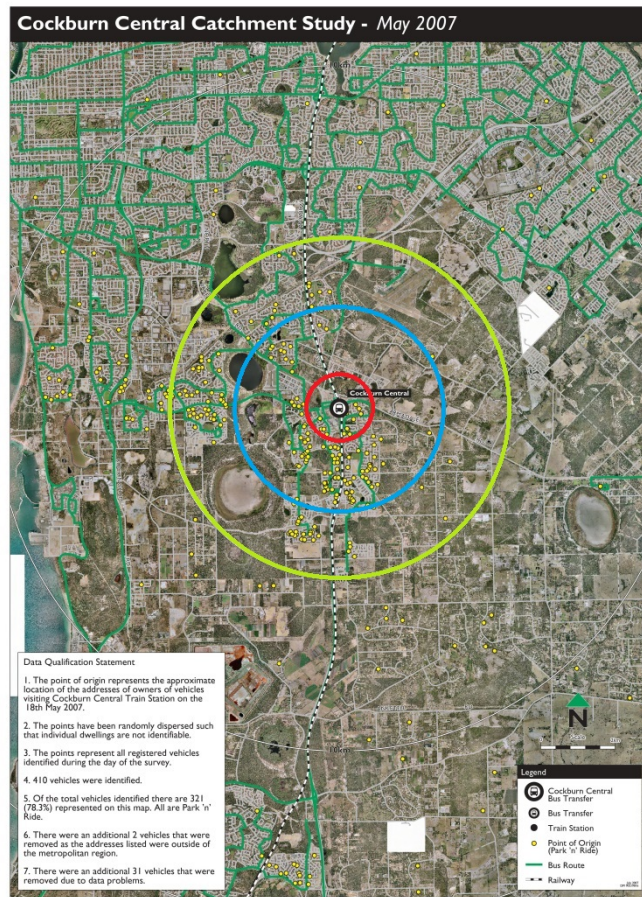 Cockburn Central Catchment Study - May 2007
Cockburn Central
Data Qualification Statement
1. The point of origin represents the approximate
location of the addresses of owners of vehicles
visiting Cockburn Central Train Station on the
18th May 2007.
2. The points have been randomly dispersed such
that individual dwellings are not identifiable.
3. The points represent all registered vehicles
identified during the day of the survey.
4. 410 vehicles were identified.
5. Of the total vehicles identified there are 321
(78.3%) represented on this map. All are Park 'n'
Ride.
6. There were an additional 2 vehicles that were
removed as the addresses listed were outside of
the metropolitan region.
7. There were an additional 31 vehicles that were
removed due to data problems.
10km
N
0 Scale 2km
Legend
Cockburn Central
Bus Transfer
Bus Transfer
Train Station
Point of Origin
(Park 'n' Ride)
Bus Route
Railway